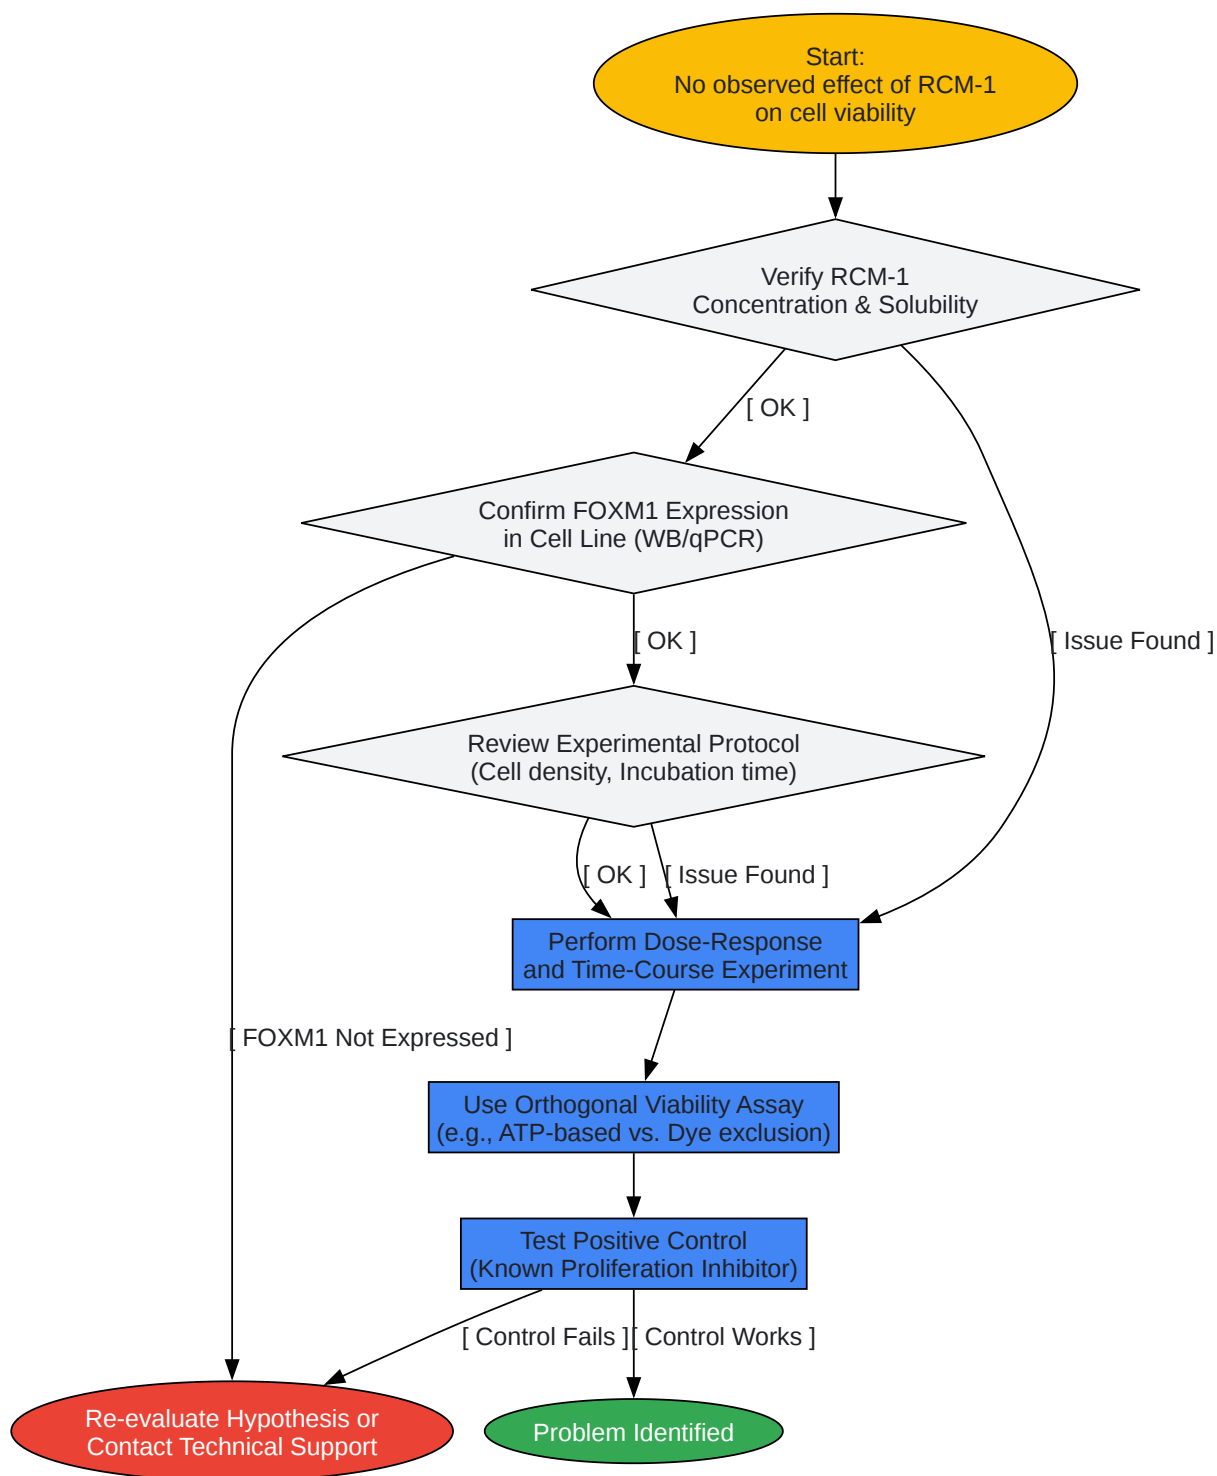 Start:
No observed effect of RCM-1
on cell viability
Verify RCM-1
Concentration & Solubility
[ OK ]
Confirm FOXM1 Expression
in Cell Line (WB/qPCR)
[ OK ]
[ Issue Found ]
Review Experimental Protocol
(Cell density, Incubation time)
[ OK ]
[ Issue Found ]
Perform Dose-Response
and Time-Course Experiment
[ FOXM1 Not Expressed ]
Use Orthogonal Viability Assay
(e.g., ATP-based vs. Dye exclusion)
Test Positive Control
(Known Proliferation Inhibitor)
[ Control Fails ]
[ Control Works ]
Re-evaluate Hypothesis or
Contact Technical Support
Problem Identified